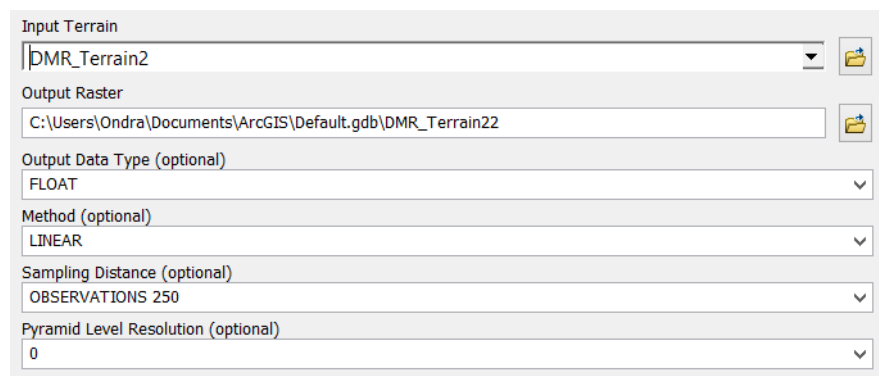 Input Terrain
DMR_Terrain2
Output Raster
C:\Users\Ondra\Documents\ArcGIS\Default.gdb\DMR_Terrain22
Output Data Type (optional)
FLOAT
Method (optional)
LINEAR
Sampling Distance (optional)
OBSERVATIONS 250
Pyramid Level Resolution (optional)
0